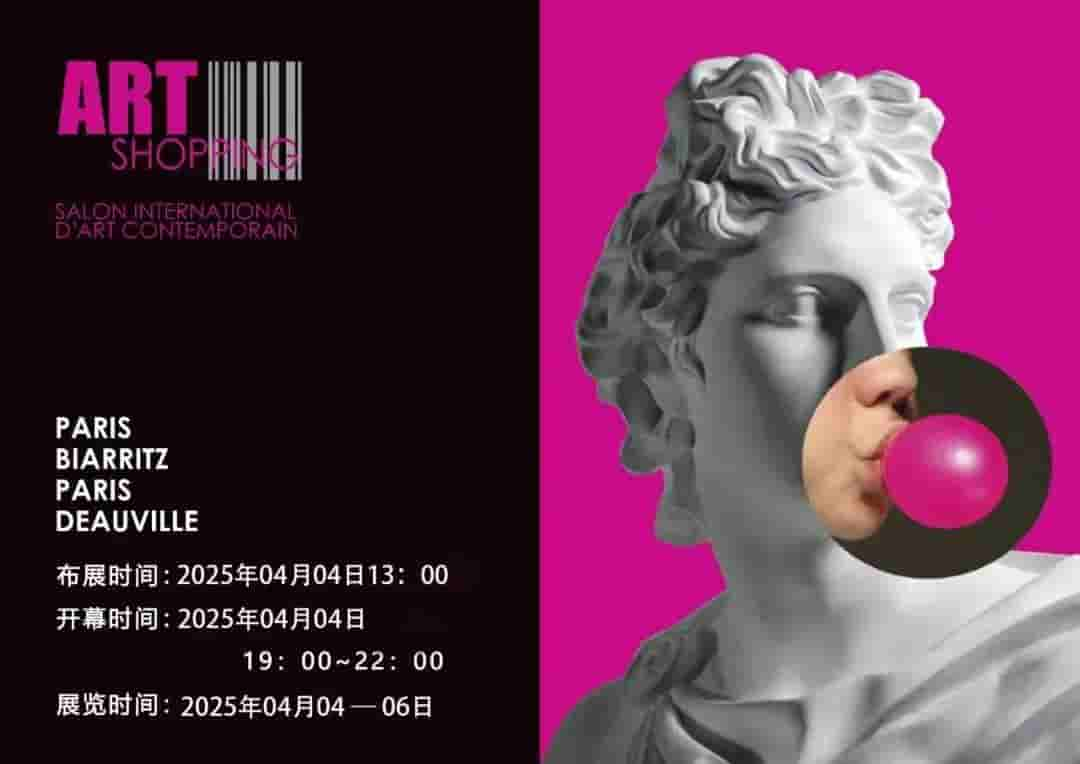 ART
SHOPPING
SALON INTERNATIONAL
D'ART CONTEMPORAIN
PARIS
BIARRITZ
PARIS
DEAUVILLE
布展时间：2025年04月04日13：00
开幕时间：2025年04月04日
19：00~22：00
展览时间：2025年04月04 — 06日